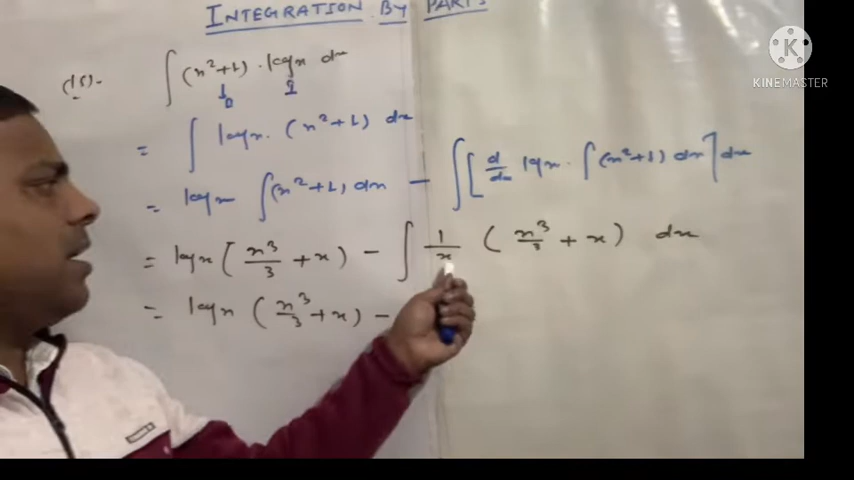 INTEGRATION BY PARTS
(15). ∫ (x² + 1) . log x dx
↓ ↓
= ∫ log x . (x² + 1) dx
= log x ∫ (x² + 1) dx - ∫ [ d/dx log x . ∫ (x² + 1) dx ] dx
= log x ( x³/3 + x ) - ∫ 1/x ( x³/3 + x ) dx
= log x ( x³/3 + x ) -
K
KINEMASTER